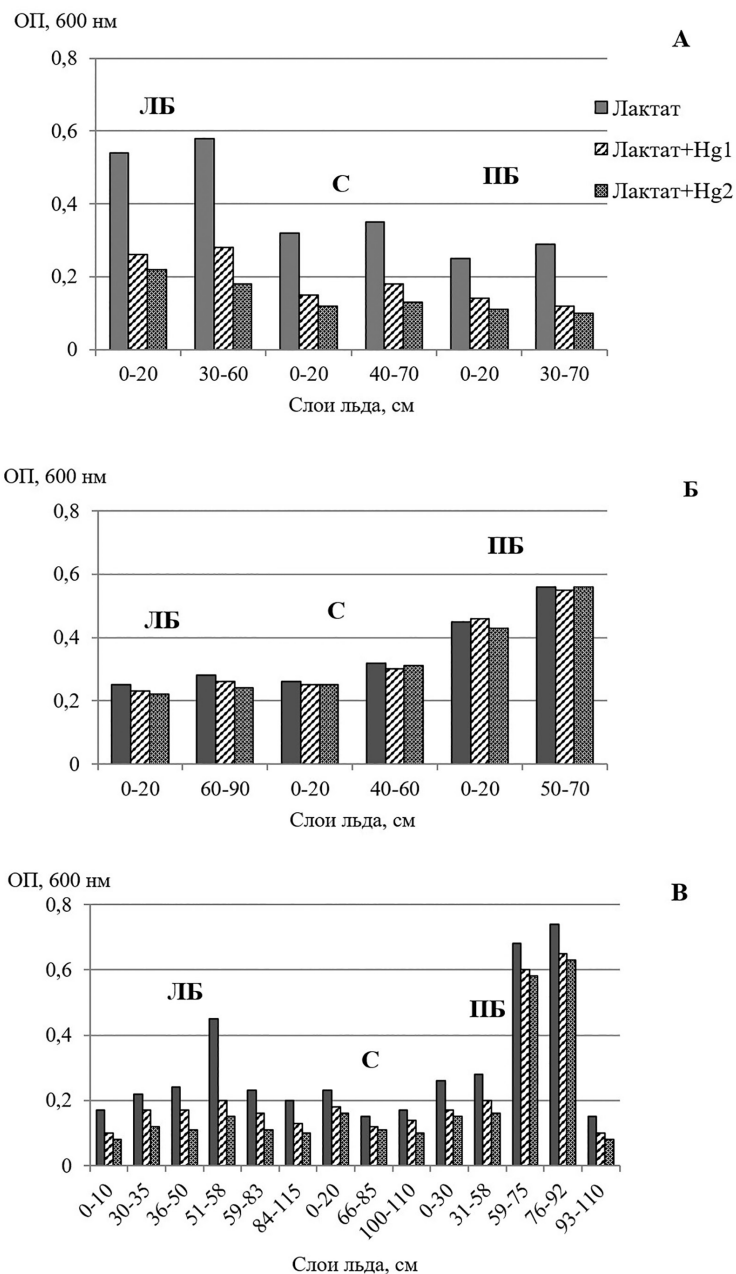 ОП, 600 нм
А
0,8
0,6
0,4
0,2
0
ЛБ
С
ПБ
Лактат
Лактат+Hg1
Лактат+Hg2
0-20 30-60 0-20 40-70 0-20 30-70
Слои льда, см
ОП, 600 нм
Б
0,8
0,6
0,4
0,2
0
ПБ
ЛБ
С
0-20 60-90 0-20 40-60 0-20 50-70
Слои льда, см
ОП, 600 нм
В
0,8
0,6
0,4
0,2
0
ЛБ
ПБ
С
0-10 30-35 36-50 51-58 59-83 84-115 0-20 66-85 100-110 0-30 31-58 59-75 76-92 93-110
Слои льда, см